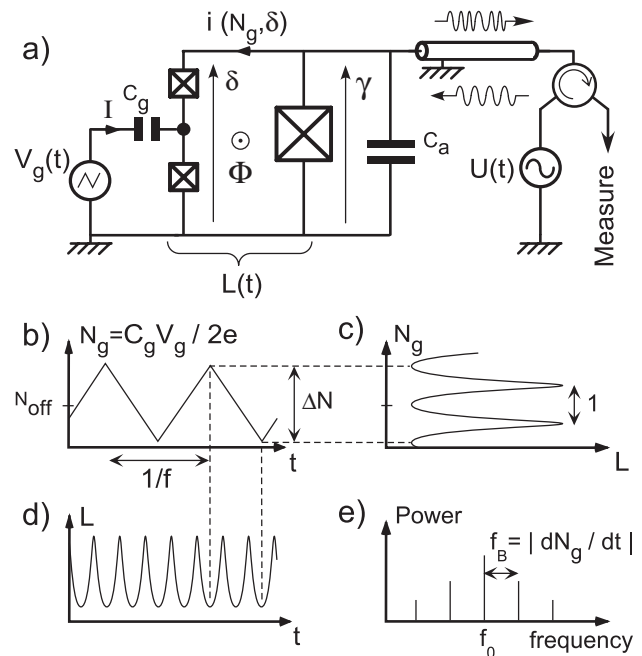 a)
i (N_g,δ)
δ
γ
I
C_g
V_g(t)
Φ
C_a
U(t)
Measure
L(t)
b)
N_g=C_gV_g / 2e
N_off
ΔN
1/f
t
c)
N_g
1
L
d)
L
t
e)
Power
f_B= | dN_g / dt |
f_0
frequency